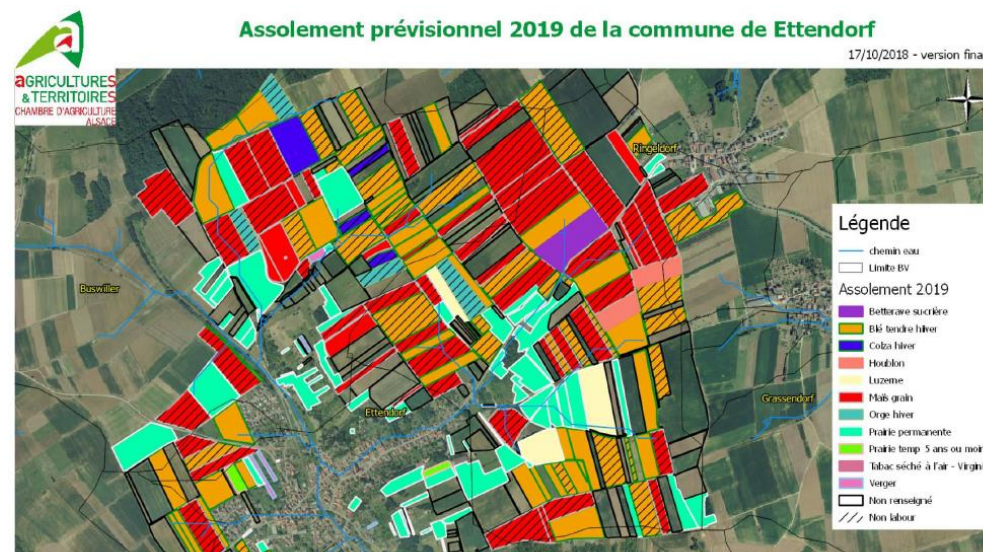 Assolement prévisionnel 2019 de la commune de Ettendorf
17/10/2018 - version fina
aGRICULTURES
& TERRITOIRES
CHAMBRE D'AGRICULTURE
ALSACE
Ringeldorf
Buswiller
Ettendorf
Grassendorf
Légende
chemin eau
Limite BV
Assolement 2019
Betterave sucrière
Blé tendre hiver
Colza hiver
Houblon
Luzerne
Maïs grain
Orge hiver
Prairie permanente
Prairie temp 5 ans ou moin
Tabac séché à l'air - Virgini
Verger
Non renseigné
Non labour